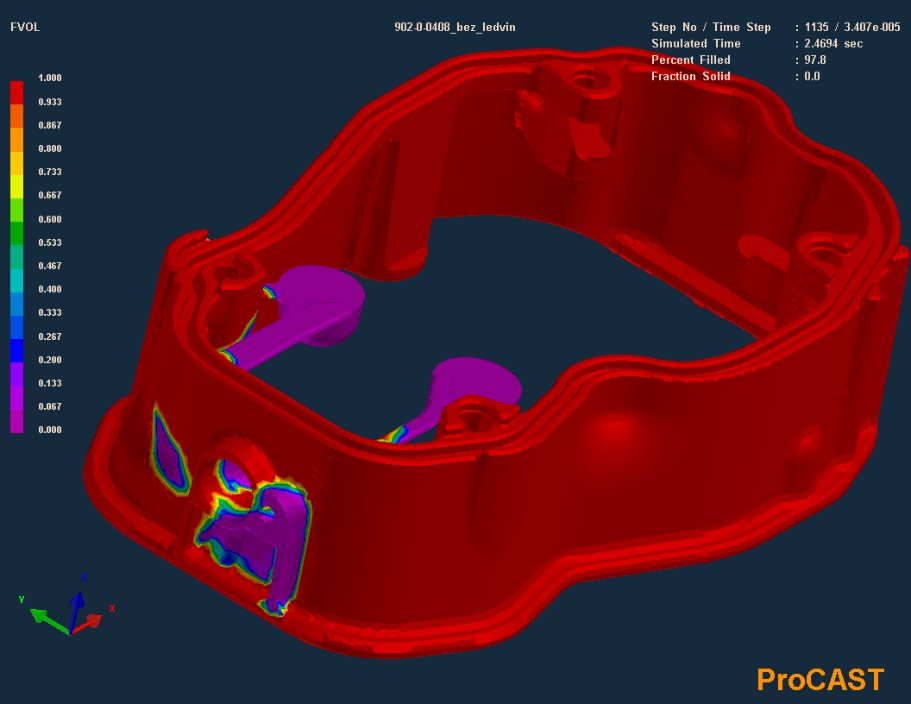 FVOL
902-0-0408_bez_ledvin
Step No / Time Step : 1135 / 3.407e-005
Simulated Time : 2.4694 sec
Percent Filled : 97.8
Fraction Solid : 0.0
1.000
0.933
0.867
0.800
0.733
0.667
0.600
0.533
0.467
0.400
0.333
0.267
0.200
0.133
0.067
0.000
Z
Y
X
ProCAST